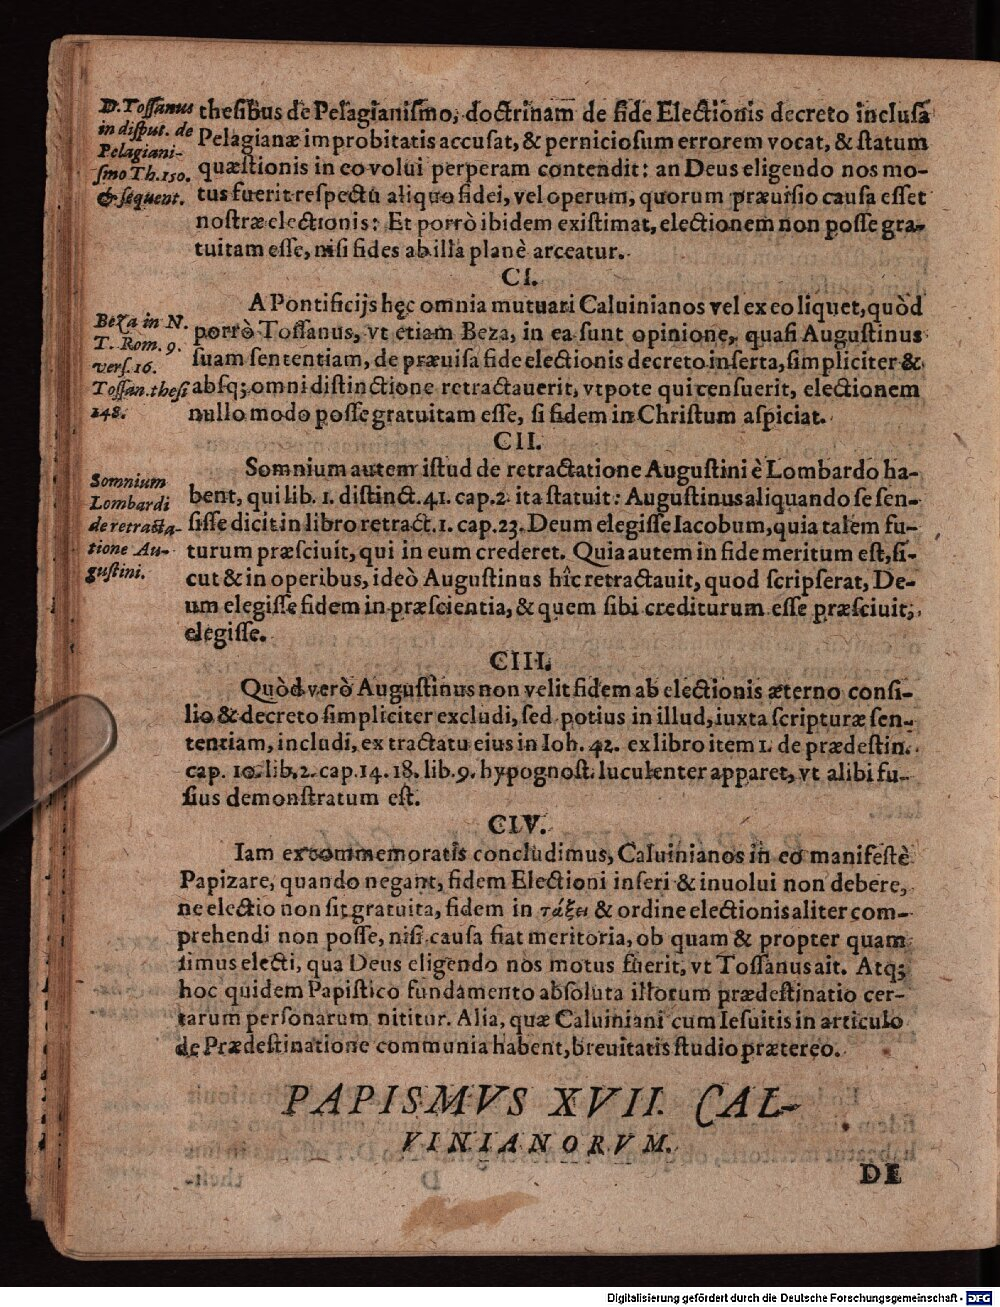 D. Toſſanus
in diſput. de
Pelagiani-
ſmo Th. 150.
& ſequent.
theſibus de Pelagianiſmo, doctrinam de fide Electionis decreto incluſā
Pelagianæ improbitatis accuſat, & pernicioſum errorem vocat, & ſtatum
quæſtionis in eo volui perperam contendit: an Deus eligendo nos mo-
tus fuerit reſpectu aliquo fidei, vel operum, quorum præuiſio cauſa eſſet
noſtræ electionis: Et porrò ibidem exiſtimat, electionem non poſſe gra-
tuitam eſſe, niſi fides ab illa planè arceatur.
CI.
Beza in N.
T. Rom. 9.
verſ. 16.
Toſſan. theſi
148.
A Pontificijs hęc omnia mutuari Caluinianos vel ex eo liquet, quòd
porrò Toſſanus, vt etiam Beza, in ea ſunt opinione, quaſi Auguſtinus
ſuam ſententiam, de præuiſa fide electionis decreto inſerta, ſimpliciter &
abſq; omni diſtinctione retractauerit, vtpote qui cenſuerit, electionem
nullo modo poſſe gratuitam eſſe, ſi fidem in Chriſtum aſpiciat.
CII.
Somnium
Lombardi
de retracta-
tione Au-
guſtini.
Somnium autem iſtud de retractatione Auguſtini è Lombardo ha-
bent, qui lib. 1. diſtinct. 41. cap. 2. ita ſtatuit: Auguſtinus aliquando ſe ſen-
ſiſſe dicit in libro retract. 1. cap. 23. Deum elegiſſe Iacobum, quia talem fu-
turum præſciuit, qui in eum crederet. Quia autem in fide meritum eſt, ſi-
cut & in operibus, ideò Auguſtinus hîc retractauit, quod ſcripſerat, De-
um elegiſſe fidem in præſcientia, & quem ſibi crediturum eſſe præſciuit,
elegiſſe.
CIII.
Quòd verò Auguſtinus non velit fidem ab electionis æterno conſi-
lio & decreto ſimpliciter excludi, ſed potius in illud, iuxta ſcripturæ ſen-
tentiam, includi, ex tractatu eius in Ioh. 42. ex libro item 1. de prædeſtin.
cap. 10. lib. 2. cap. 14. 18. lib. 9. hypognoſt. luculenter apparet, vt alibi fu-
ſius demonſtratum eſt.
CLV.
Iam ex commemoratis concludimus, Caluinianos in eo manifeſtè
Papizare, quando negant, fidem Electioni inſeri & inuolui non debere,
ne electio non ſit gratuita, fidem in τάξει & ordine electionis aliter com-
prehendi non poſſe, niſi cauſa fiat meritoria, ob quam & propter quam
ſimus electi, qua Deus eligendo nos motus fuerit, vt Toſſanus ait. Atq;
hoc quidem Papiſtico fundamento abſoluta illorum prædeſtinatio cer-
tarum perſonarum nititur. Alia, quæ Caluiniani cum Ieſuitis in articulo
de Prædeſtinatione communia habent, breuitatis ſtudio prætereo.
PAPISMVS XVII. CAL-
VINIANORVM.
DE
Digitalisierung gefördert durch die Deutsche Forschungsgemeinschaft - DFG